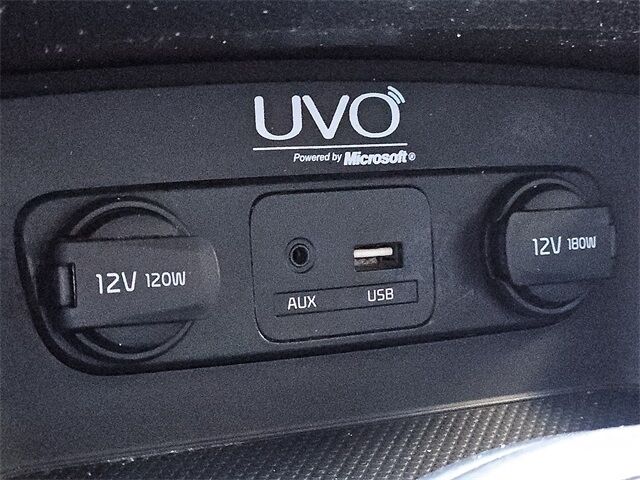 UVO
Powered by Microsoft®
12V 120W
AUX USB
12V 180W